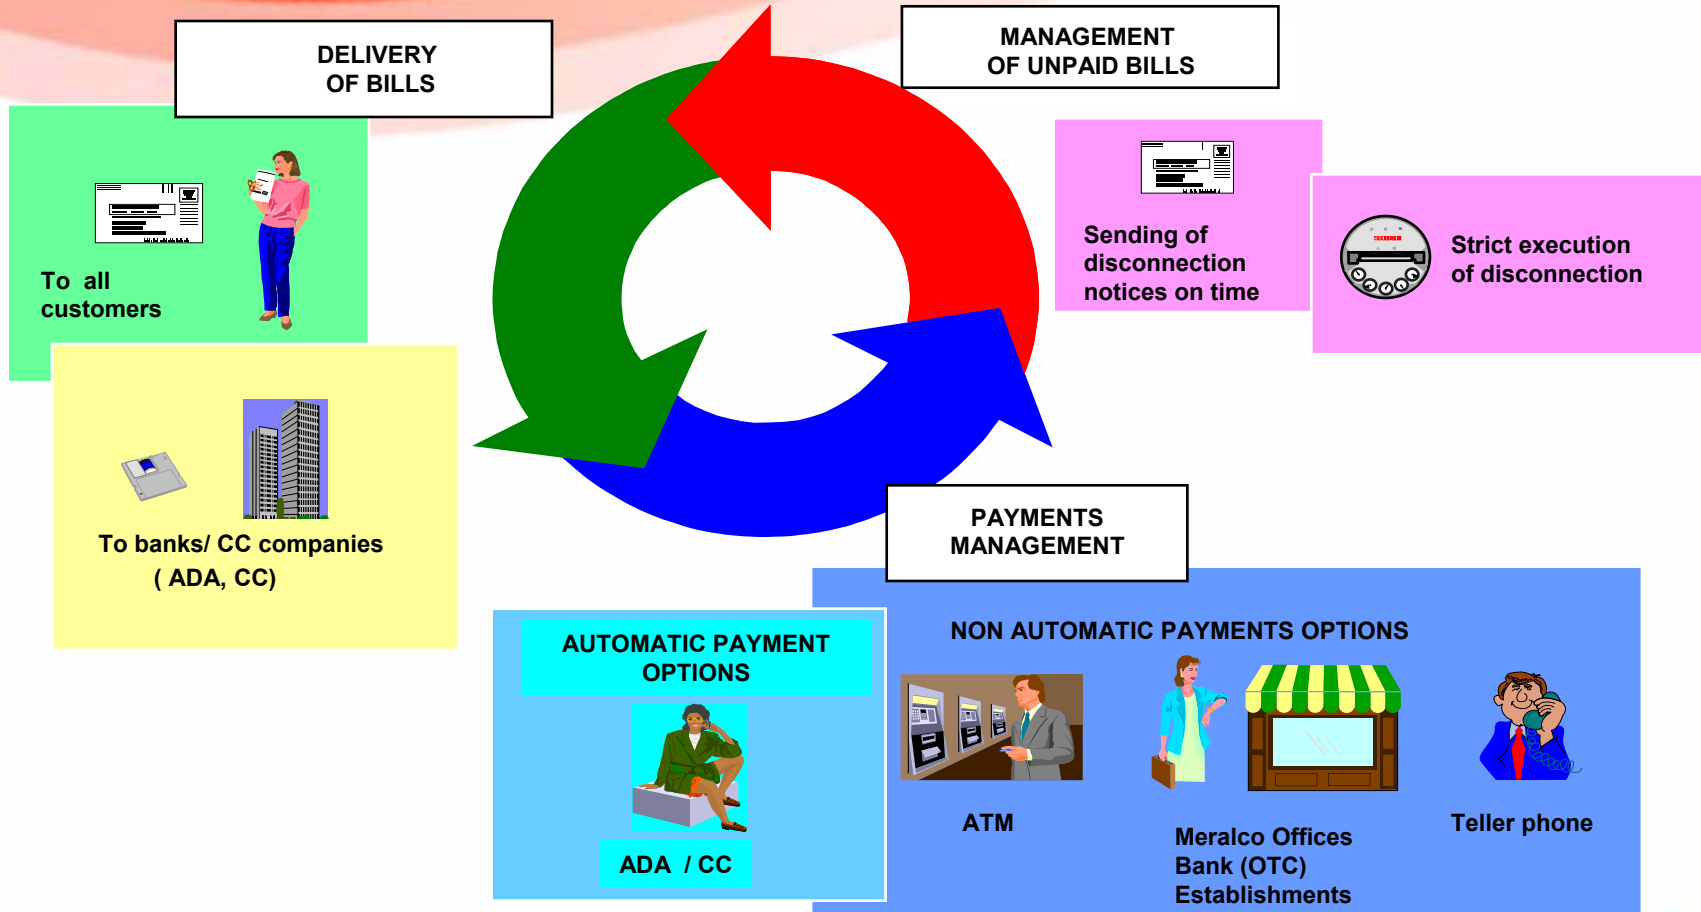 DELIVERY
OF BILLS
MANAGEMENT
OF UNPAID BILLS
To all
customers
Sending of
disconnection
notices on time
Strict execution
of disconnection
To banks/ CC companies
( ADA, CC)
PAYMENTS
MANAGEMENT
AUTOMATIC PAYMENT
OPTIONS
ADA / CC
NON AUTOMATIC PAYMENTS OPTIONS
ATM
Meralco Offices
Bank (OTC)
Establishments
Teller phone